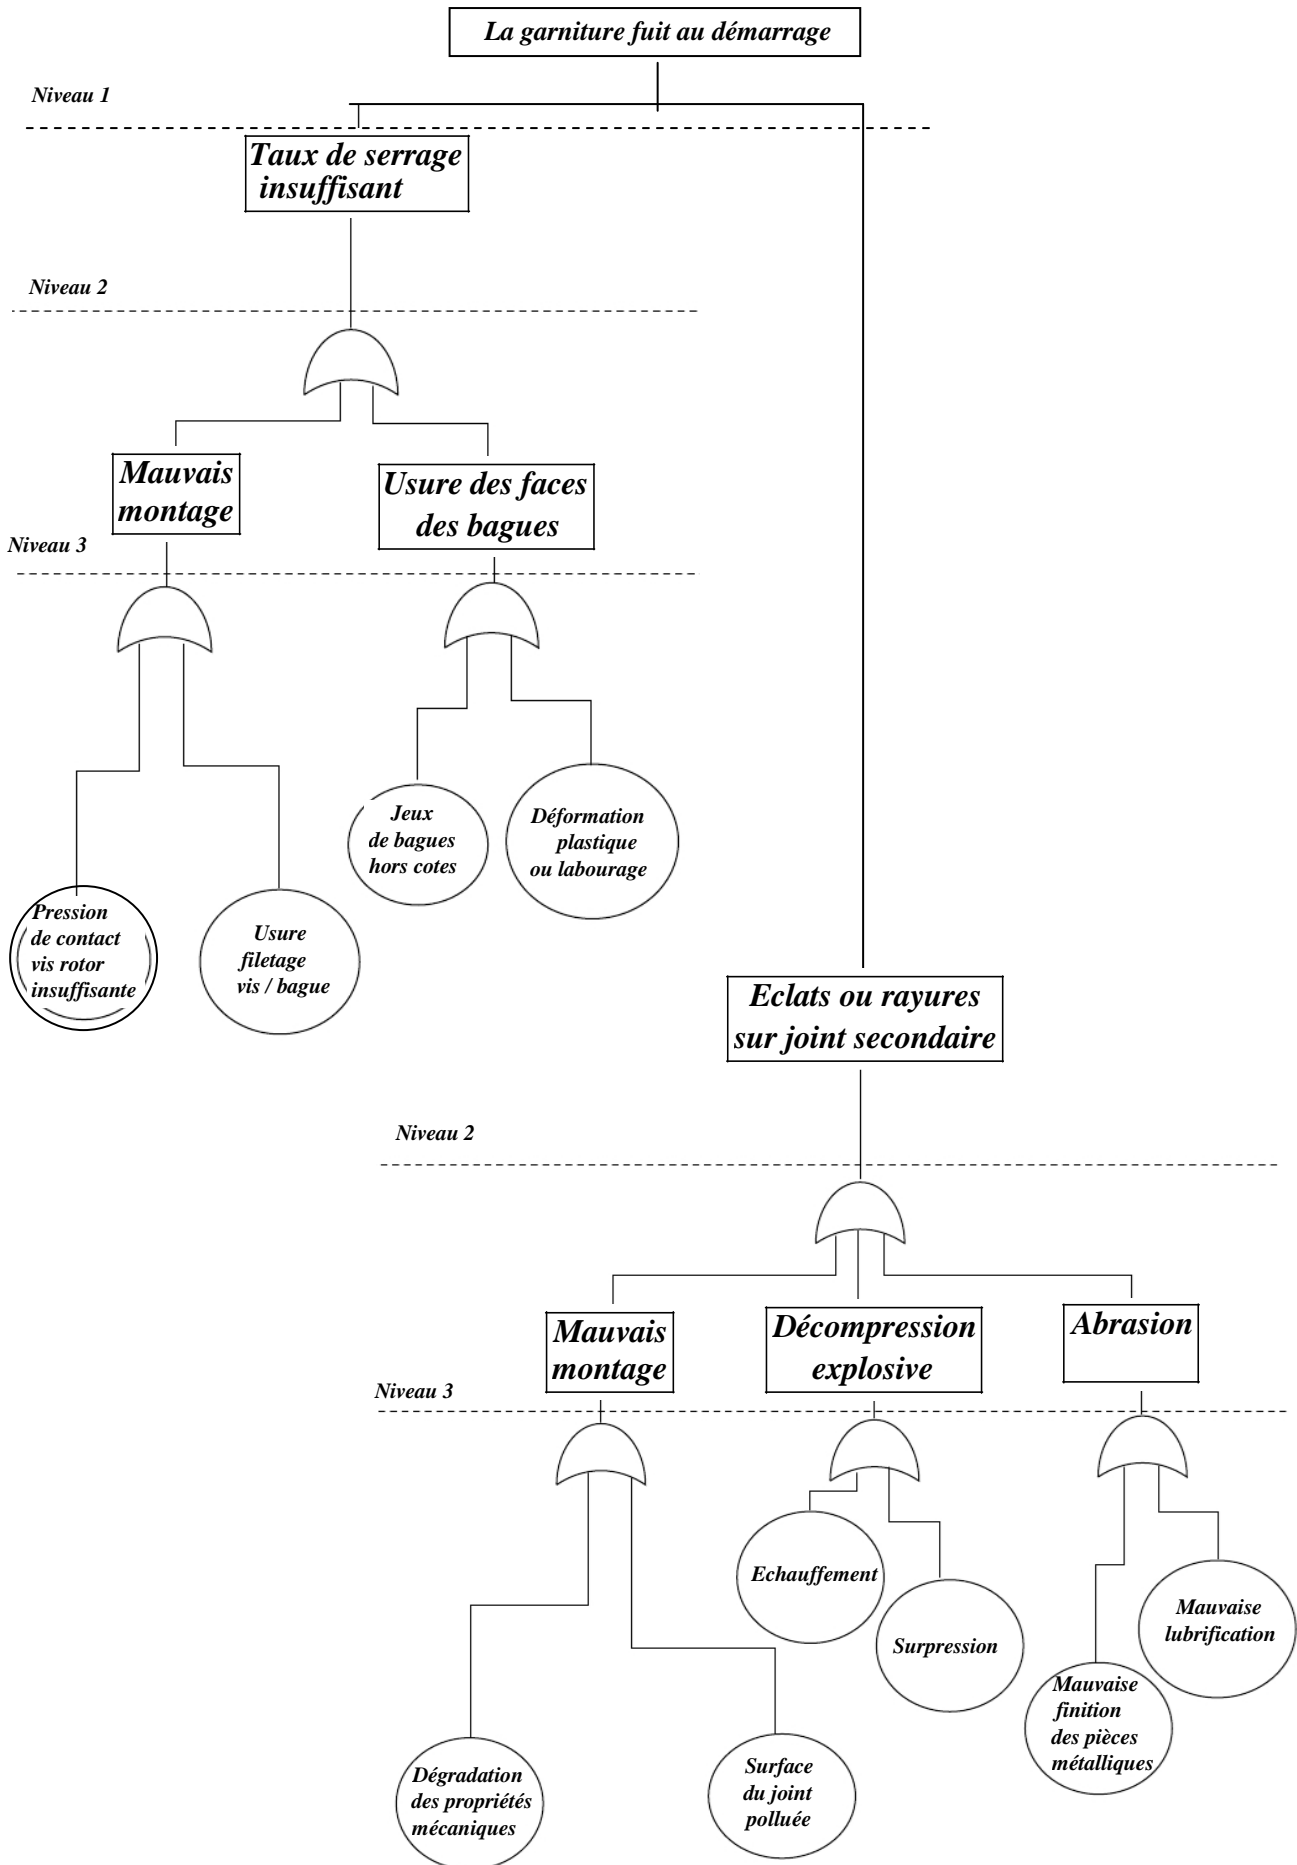 La garniture fuit au démarrage
Niveau 1
Taux de serrage
insuffisant
Niveau 2
Mauvais
montage
Usure des faces
des bagues
Niveau 3
Jeux
de bagues
hors cotes
Déformation
plastique
ou labourage
Pression
de contact
vis rotor
insuffisante
Usure
filetage
vis / bague
Eclats ou rayures
sur joint secondaire
Niveau 2
Mauvais
montage
Décompression
explosive
Abrasion
Niveau 3
Echauffement
Surpression
Mauvaise
lubrification
Mauvaise
finition
des pièces
métalliques
Dégradation
des propriétés
mécaniques
Surface
du joint
polluée